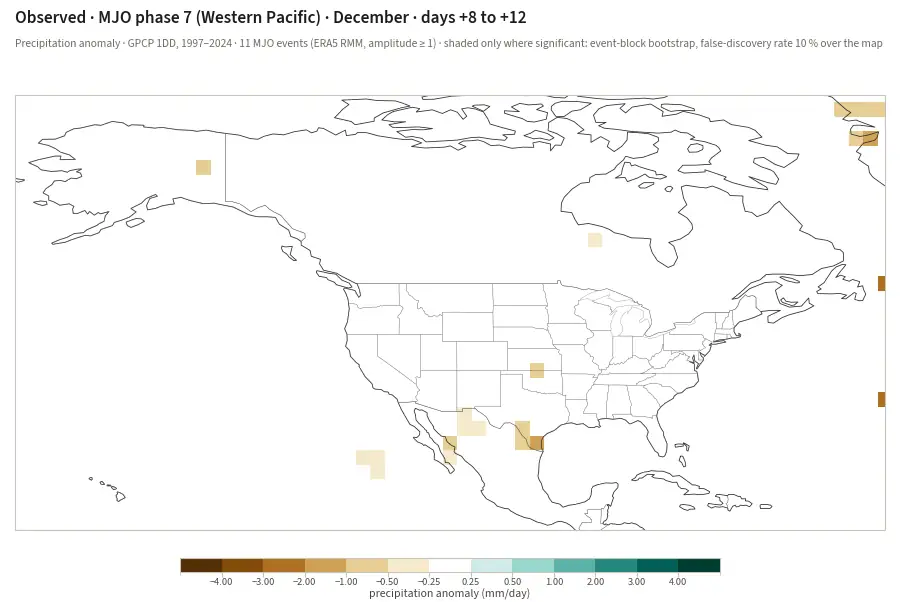 Observed · MJO phase 7 (Western Pacific) · December · days +8 to +12
Precipitation anomaly · GPCP 1DD, 1997–2024 · 11 MJO events (ERA5 RMM, amplitude ≥ 1) · shaded only where significant: event-block bootstrap, false-discovery rate 10 % over the map
−4.00 −3.00 −2.00 −1.00 −0.50 −0.25 0.25 0.50 1.00 2.00 3.00 4.00
precipitation anomaly (mm/day)